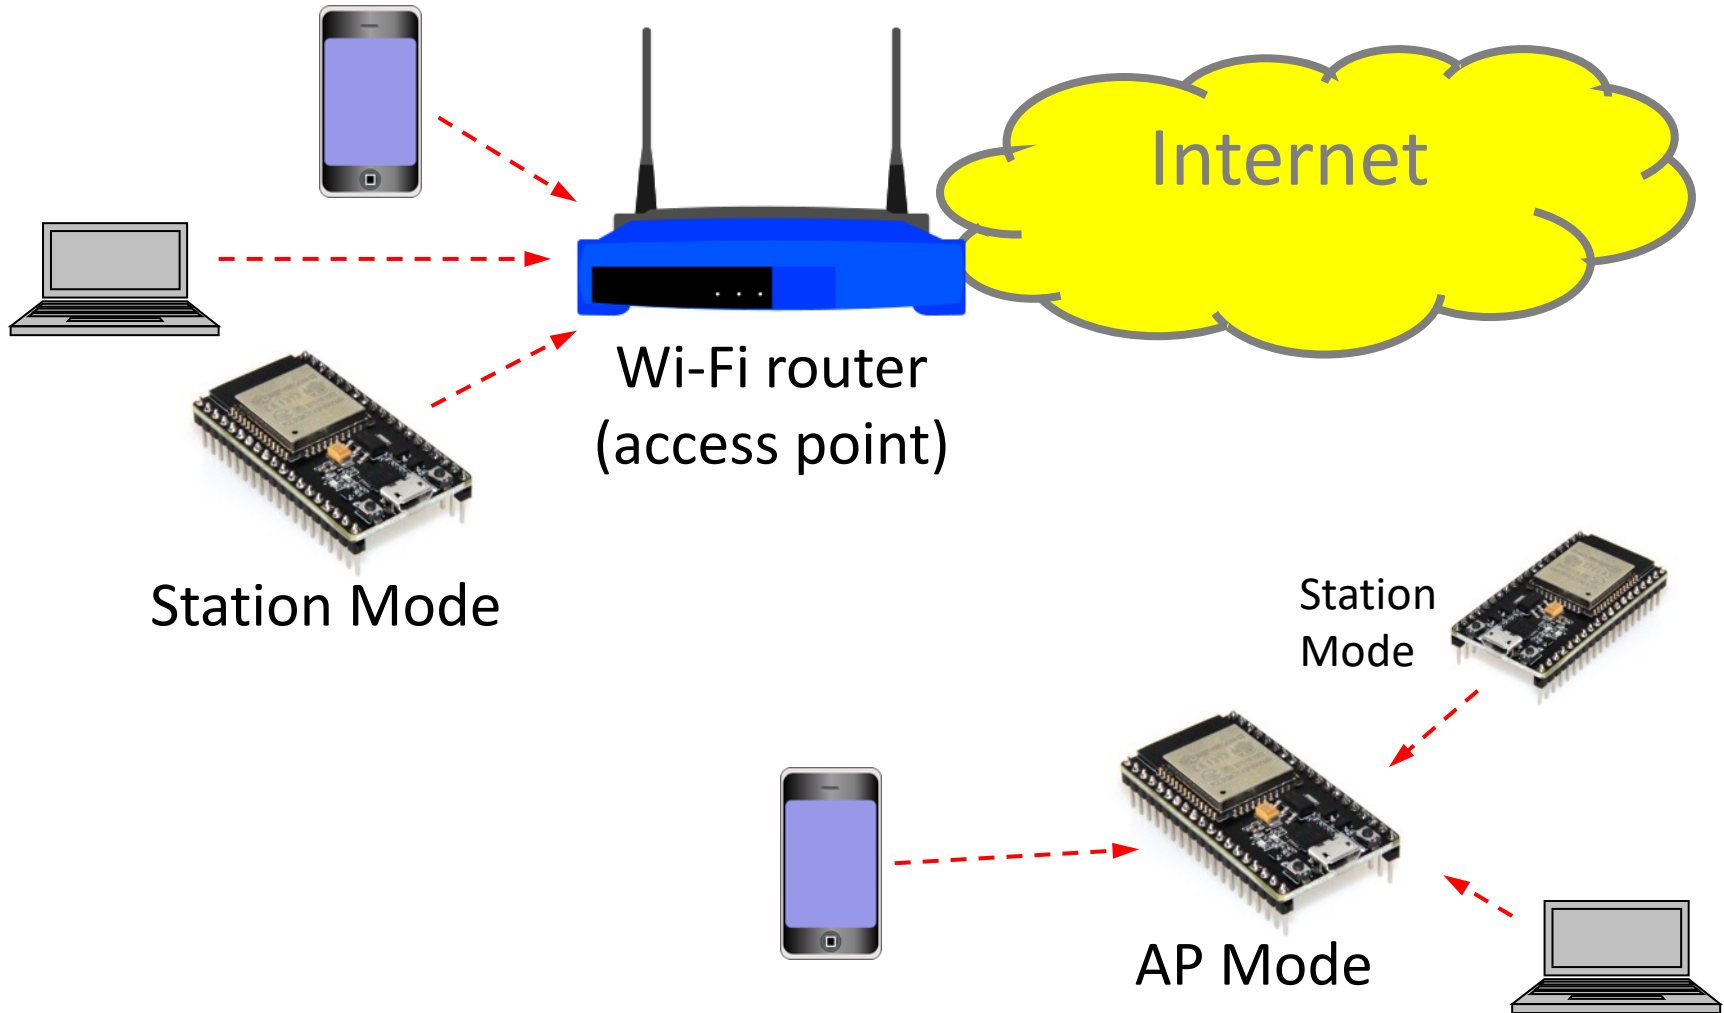 Internet
Wi-Fi router
(access point)
Station Mode
Station
Mode
AP Mode